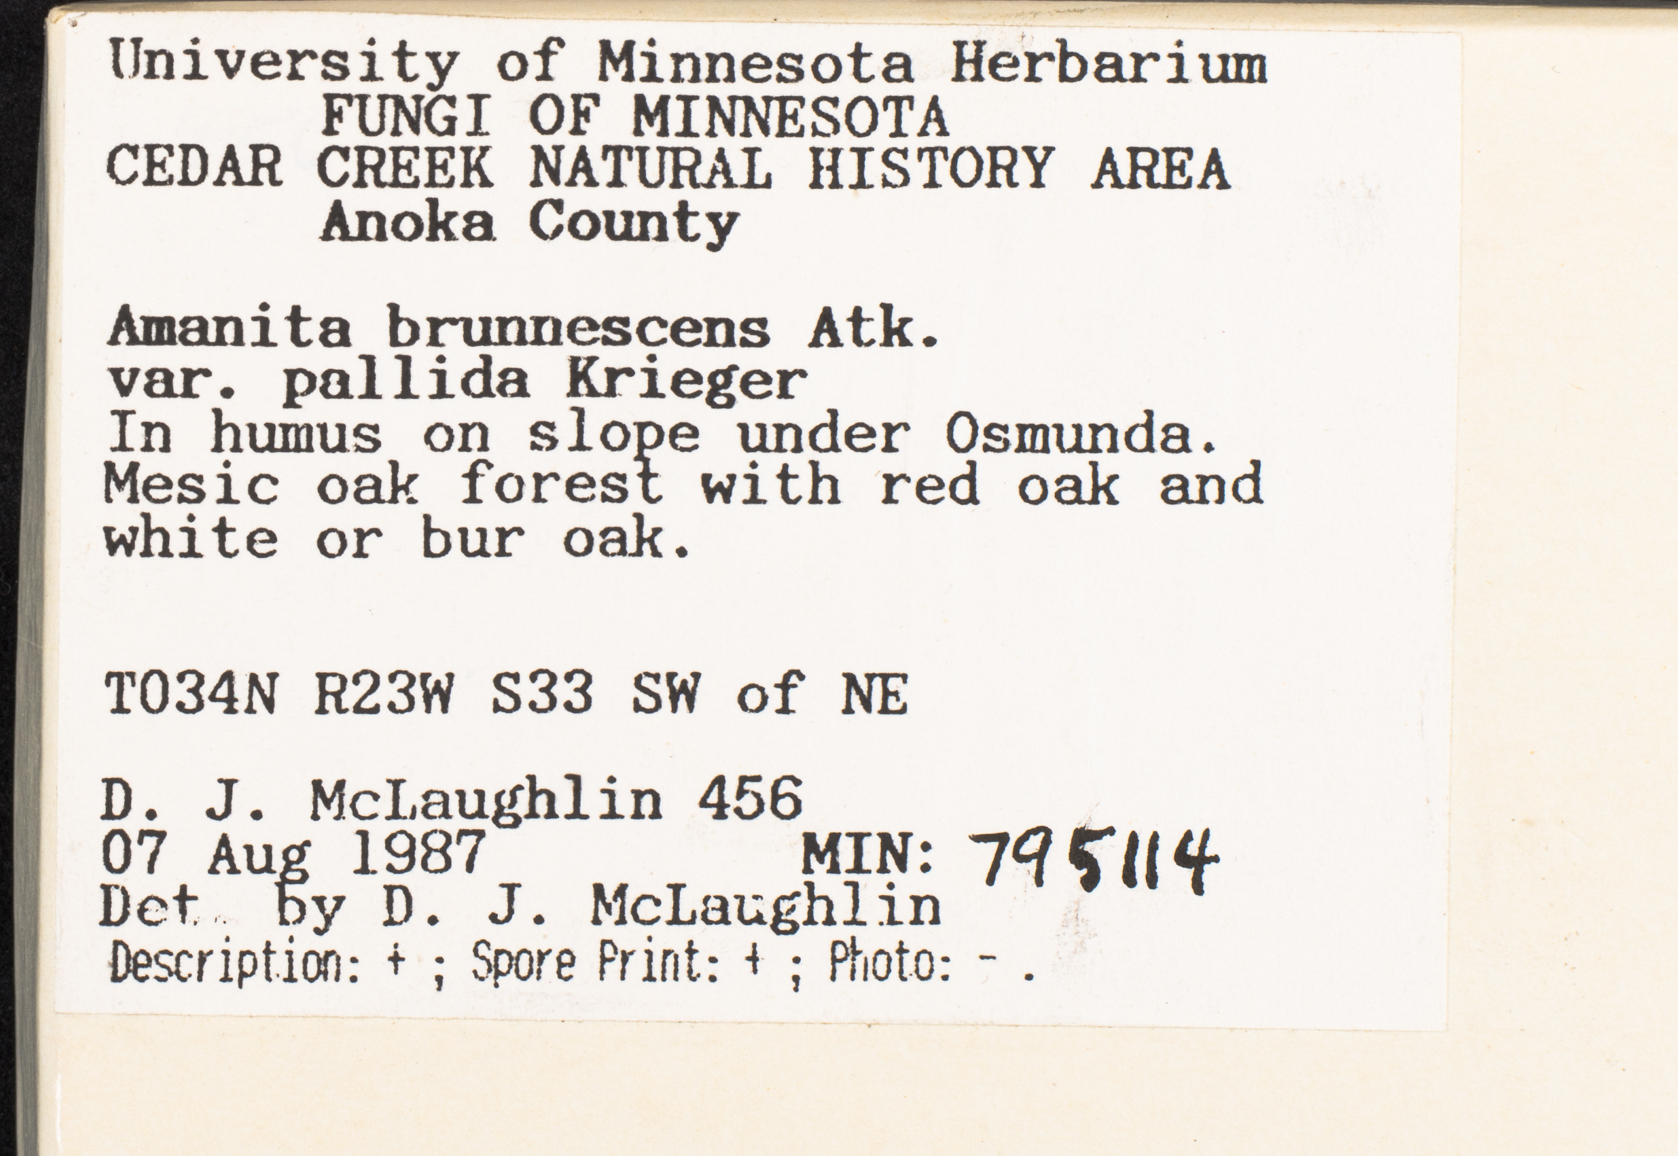 University of Minnesota Herbarium
FUNGI OF MINNESOTA
CEDAR CREEK NATURAL HISTORY AREA
Anoka County
Amanita brunnescens Atk.
var. pallida Krieger
In humus on slope under Osmunda.
Mesic oak forest with red oak and
white or bur oak.
T034N R23W S33 SW of NE
D. J. McLaughlin 456
07 Aug 1987 MIN: 795114
Det. by D. J. McLaughlin
Description: + ; Spore Print: + ; Photo: - .